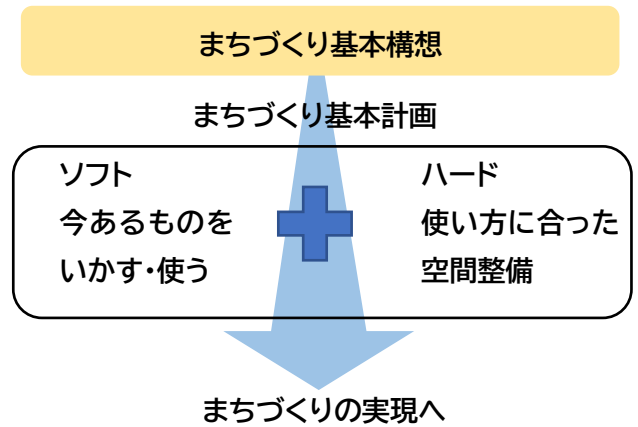 まちづくり基本構想
まちづくり基本計画
ソフト
今あるものを
いかす・使う
ハード
使い方に合った
空間整備
まちづくりの実現へ